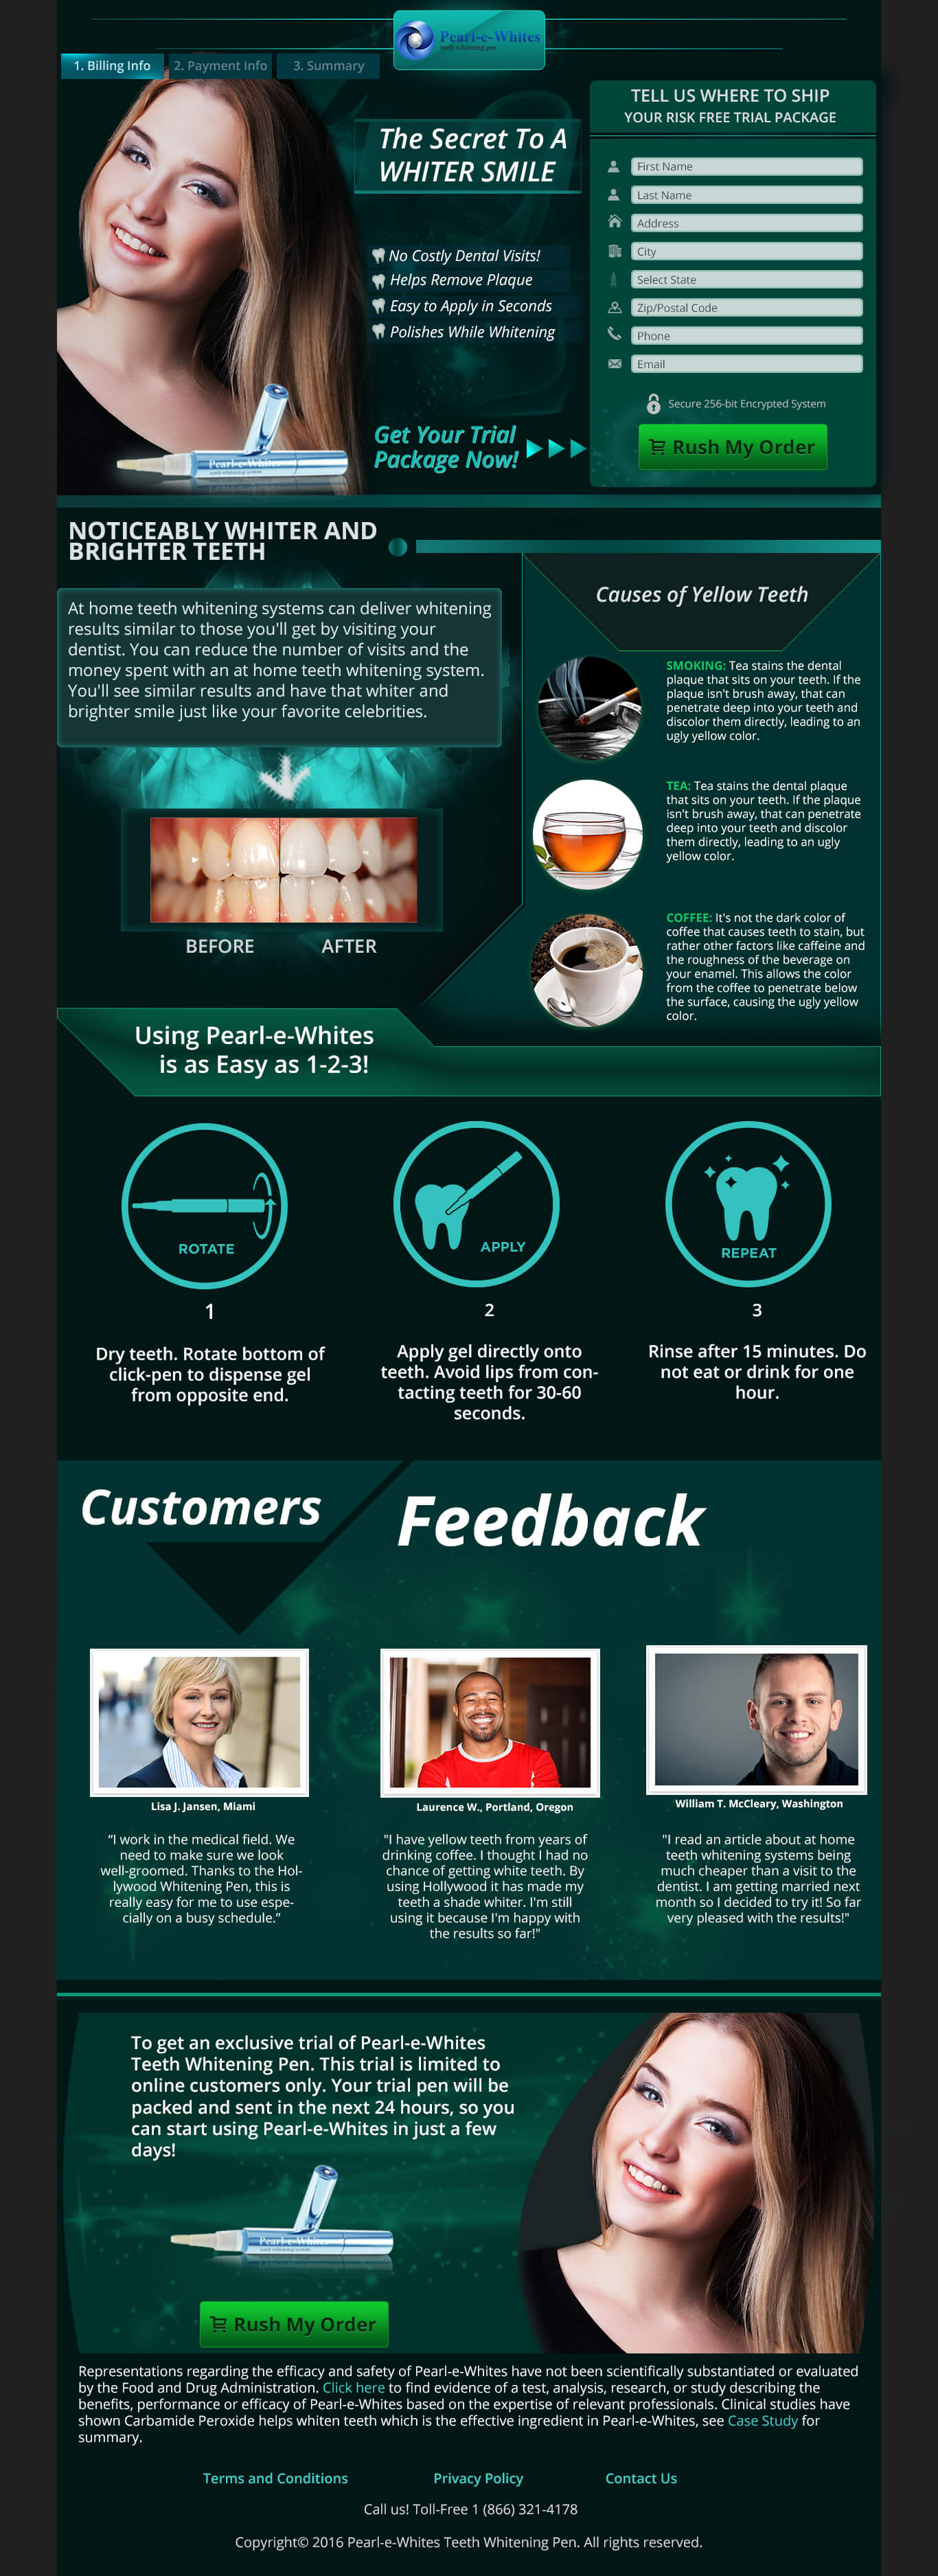 Pearl-e-Whites
teeth whitening pen
1. Billing Info
2. Payment Info
3. Summary
TELL US WHERE TO SHIP
YOUR RISK FREE TRIAL PACKAGE
The Secret To A
WHITER SMILE
First Name
Last Name
Address
City
Select State
Zip/Postal Code
Phone
Email
No Costly Dental Visits!
Helps Remove Plaque
Easy to Apply in Seconds
Polishes While Whitening
Secure 256-bit Encrypted System
Get Your Trial
Package Now!
Rush My Order
Pearl-e-Whites
NOTICEABLY WHITER AND
BRIGHTER TEETH
At home teeth whitening systems can deliver whitening
results similar to those you'll get by visiting your
dentist. You can reduce the number of visits and the
money spent with an at home teeth whitening system.
You'll see similar results and have that whiter and
brighter smile just like your favorite celebrities.
BEFORE
AFTER
Causes of Yellow Teeth
SMOKING: Tea stains the dental
plaque that sits on your teeth. If the
plaque isn't brush away, that can
penetrate deep into your teeth and
discolor them directly, leading to an
ugly yellow color.
TEA: Tea stains the dental plaque
that sits on your teeth. If the plaque
isn't brush away, that can penetrate
deep into your teeth and discolor
them directly, leading to an ugly
yellow color.
COFFEE: It's not the dark color of
coffee that causes teeth to stain, but
rather other factors like caffeine and
the roughness of the beverage on
your enamel. This allows the color
from the coffee to penetrate below
the surface, causing the ugly yellow
color.
Using Pearl-e-Whites
is as Easy as 1-2-3!
ROTATE
APPLY
REPEAT
1
Dry teeth. Rotate bottom of
click-pen to dispense gel
from opposite end.
2
Apply gel directly onto
teeth. Avoid lips from con-
tacting teeth for 30-60
seconds.
3
Rinse after 15 minutes. Do
not eat or drink for one
hour.
Customers
Feedback
Lisa J. Jansen, Miami
“I work in the medical field. We
need to make sure we look
well-groomed. Thanks to the Hol-
lywood Whitening Pen, this is
really easy for me to use espe-
cially on a busy schedule.”
Laurence W., Portland, Oregon
"I have yellow teeth from years of
drinking coffee. I thought I had no
chance of getting white teeth. By
using Hollywood it has made my
teeth a shade whiter. I'm still
using it because I'm happy with
the results so far!"
William T. McCleary, Washington
"I read an article about at home
teeth whitening systems being
much cheaper than a visit to the
dentist. I am getting married next
month so I decided to try it! So far
very pleased with the results!"
To get an exclusive trial of Pearl-e-Whites
Teeth Whitening Pen. This trial is limited to
online customers only. Your trial pen will be
packed and sent in the next 24 hours, so you
can start using Pearl-e-Whites in just a few
days!
Pearl-e-Whites
Rush My Order
Representations regarding the efficacy and safety of Pearl-e-Whites have not been scientifically substantiated or evaluated
by the Food and Drug Administration. Click here to find evidence of a test, analysis, research, or study describing the
benefits, performance or efficacy of Pearl-e-Whites based on the expertise of relevant professionals. Clinical studies have
shown Carbamide Peroxide helps whiten teeth which is the effective ingredient in Pearl-e-Whites, see Case Study for
summary.
Terms and Conditions
Privacy Policy
Contact Us
Call us! Toll-Free 1 (866) 321-4178
Copyright© 2016 Pearl-e-Whites Teeth Whitening Pen. All rights reserved.